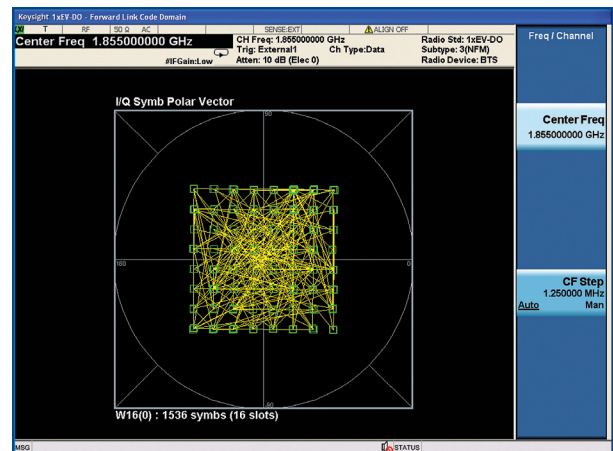 Keysight 1xEV-DO - Forward Link Code Domain
T RF 50 Ω AC SENSE:EXT ALIGN OFF
Center Freq 1.855000000 GHz
#IFGain:Low
CH Freq: 1.855000000 GHz
Trig: External1 Ch Type:Data
Atten: 10 dB (Elec 0)
Radio Std: 1xEV-DO
Subtype: 3(NFM)
Radio Device: BTS
Freq / Channel
I/Q Symb Polar Vector
90
180
0
-90
W16(0) : 1536 symbs (16 slots)
Center Freq
1.855000000 GHz
CF Step
1.250000 MHz
Auto Man
MSG STATUS